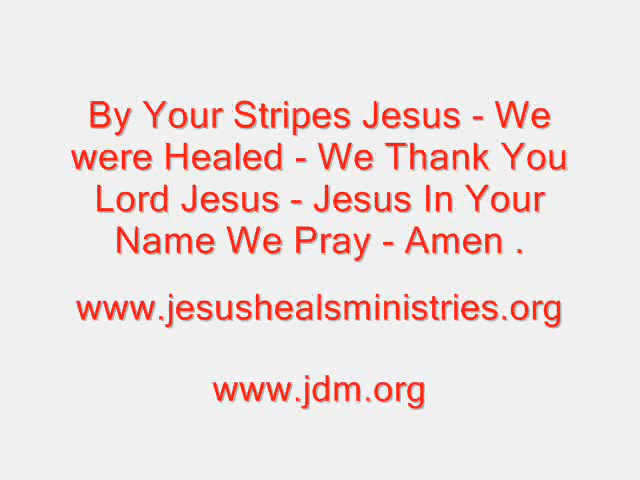 By Your Stripes Jesus - We
were Healed - We Thank You
Lord Jesus - Jesus In Your
Name We Pray - Amen .
www.jesushealsministries.org
www.jdm.org